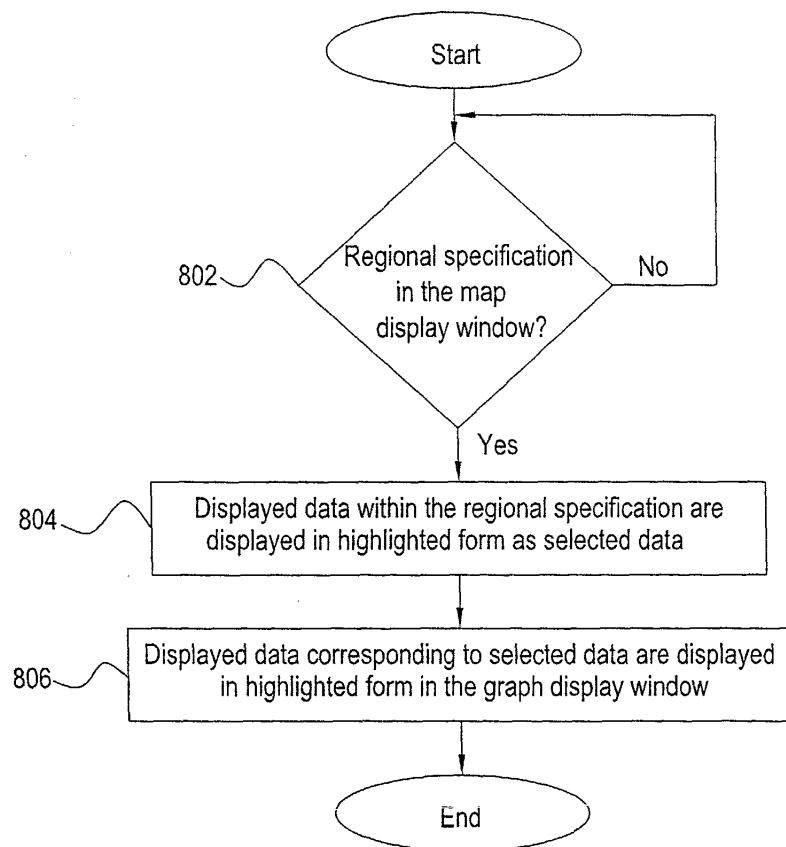 Start
802
Regional specification
in the map
display window?
No
Yes
804
Displayed data within the regional specification are
displayed in highlighted form as selected data
806
Displayed data corresponding to selected data are displayed
in highlighted form in the graph display window
End